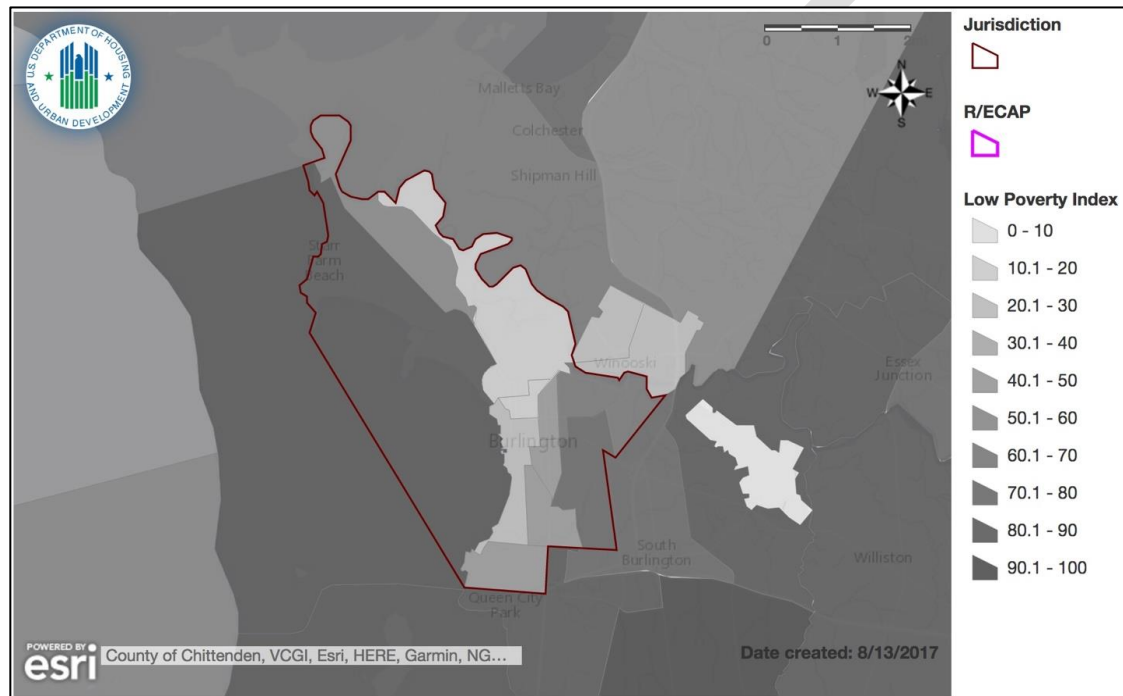 U.S. DEPARTMENT OF HOUSING
AND URBAN DEVELOPMENT
0 1 2
N
W E
S
Malletts Bay
Colchester
Shipman Hill
Starr
Farm
Beach
Winooski
Essex
Junction
Burlington
South
Burlington
Williston
Queen City
Park
POWERED BY
esri
County of Chittenden, VCGI, Esri, HERE, Garmin, NG...
Date created: 8/13/2017
Jurisdiction
R/ECAP
Low Poverty Index
0 - 10
10.1 - 20
20.1 - 30
30.1 - 40
40.1 - 50
50.1 - 60
60.1 - 70
70.1 - 80
80.1 - 90
90.1 - 100